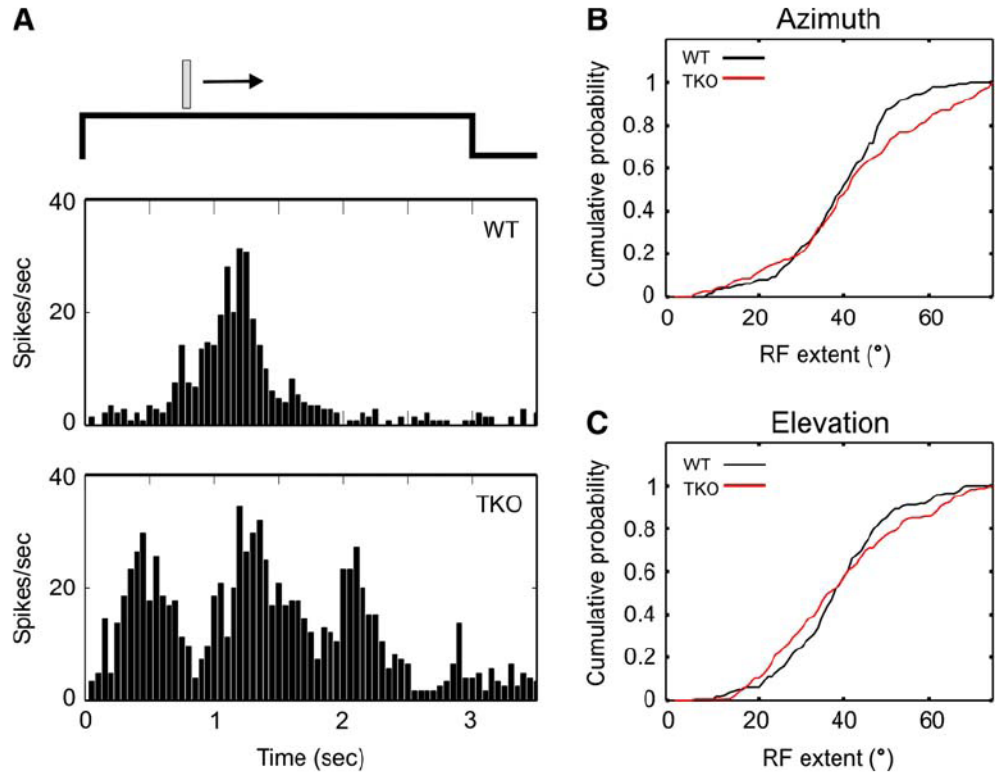 A
40
WT
Spikes/sec
20
0
40
TKO
Spikes/sec
20
0
0 1 2 3
Time (sec)
B
Azimuth
WT
TKO
1
0.8
0.6
0.4
0.2
0
Cumulative probability
0 20 40 60
RF extent (°)
C
Elevation
WT
TKO
1
0.8
0.6
0.4
0.2
0
Cumulative probability
0 20 40 60
RF extent (°)